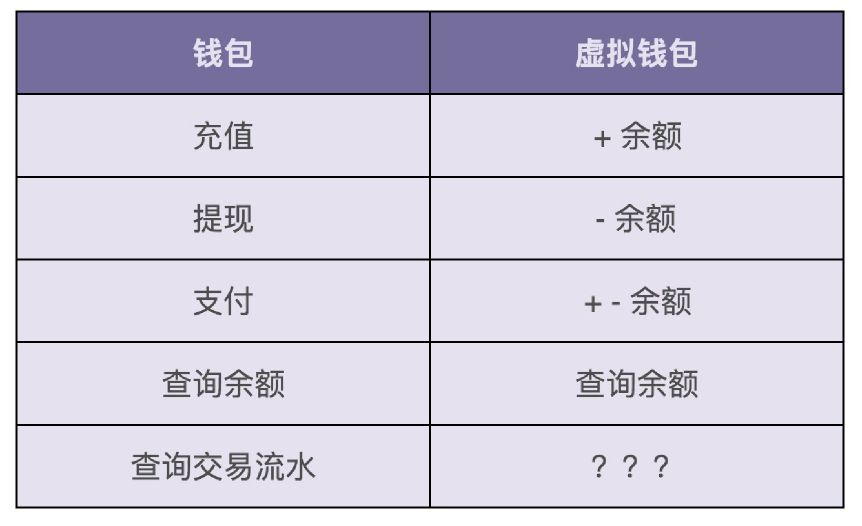 钱包 虚拟钱包
充值 + 余额
提现 - 余额
支付 + - 余额
查询余额 查询余额
查询交易流水 ？？？